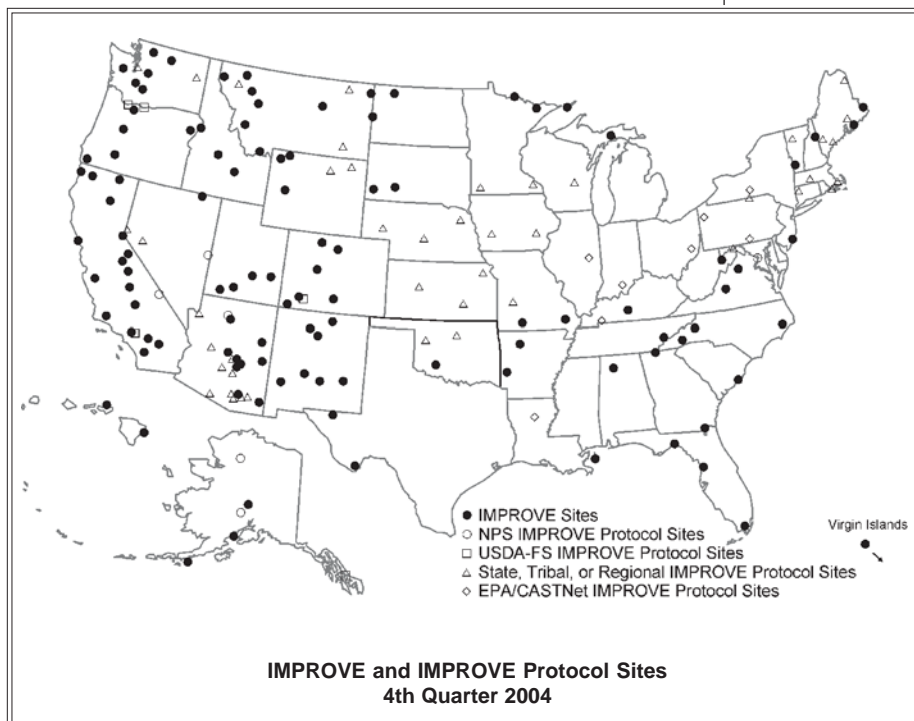 IMPROVE Sites
NPS IMPROVE Protocol Sites
USDA-FS IMPROVE Protocol Sites
State, Tribal, or Regional IMPROVE Protocol Sites
EPA/CASTNet IMPROVE Protocol Sites
Virgin Islands
IMPROVE and IMPROVE Protocol Sites
4th Quarter 2004